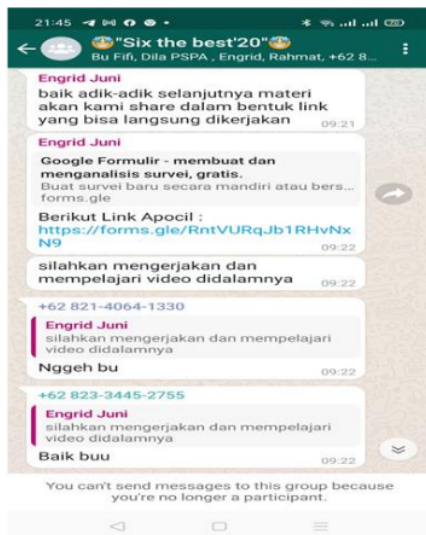 21:45
"Six the best'20"
Bu Fifi, Dila PSPA , Engrid, Rahmat, +62 8...
Engrid Juni
baik adik-adik selanjutnya materi
akan kami share dalam bentuk link
yang bisa langsung dikerjakan
09:21
Engrid Juni
Google Formulir - membuat dan
menganalisis survei, gratis.
Buat survei baru secara mandiri atau bers...
forms.gle
Berikut Link Apocil :
https://forms.gle/RntVURqJb1RHvNx
N9
09:22
silahkan mengerjakan dan
mempelajari video didalamnya
09:22
+62 821-4064-1330
Engrid Juni
silahkan mengerjakan dan mempelajari
video didalamnya
Nggeh bu
09:22
+62 823-3445-2755
Engrid Juni
silahkan mengerjakan dan mempelajari
video didalamnya
Baik buu
09:22
You can't send messages to this group because
you're no longer a participant.